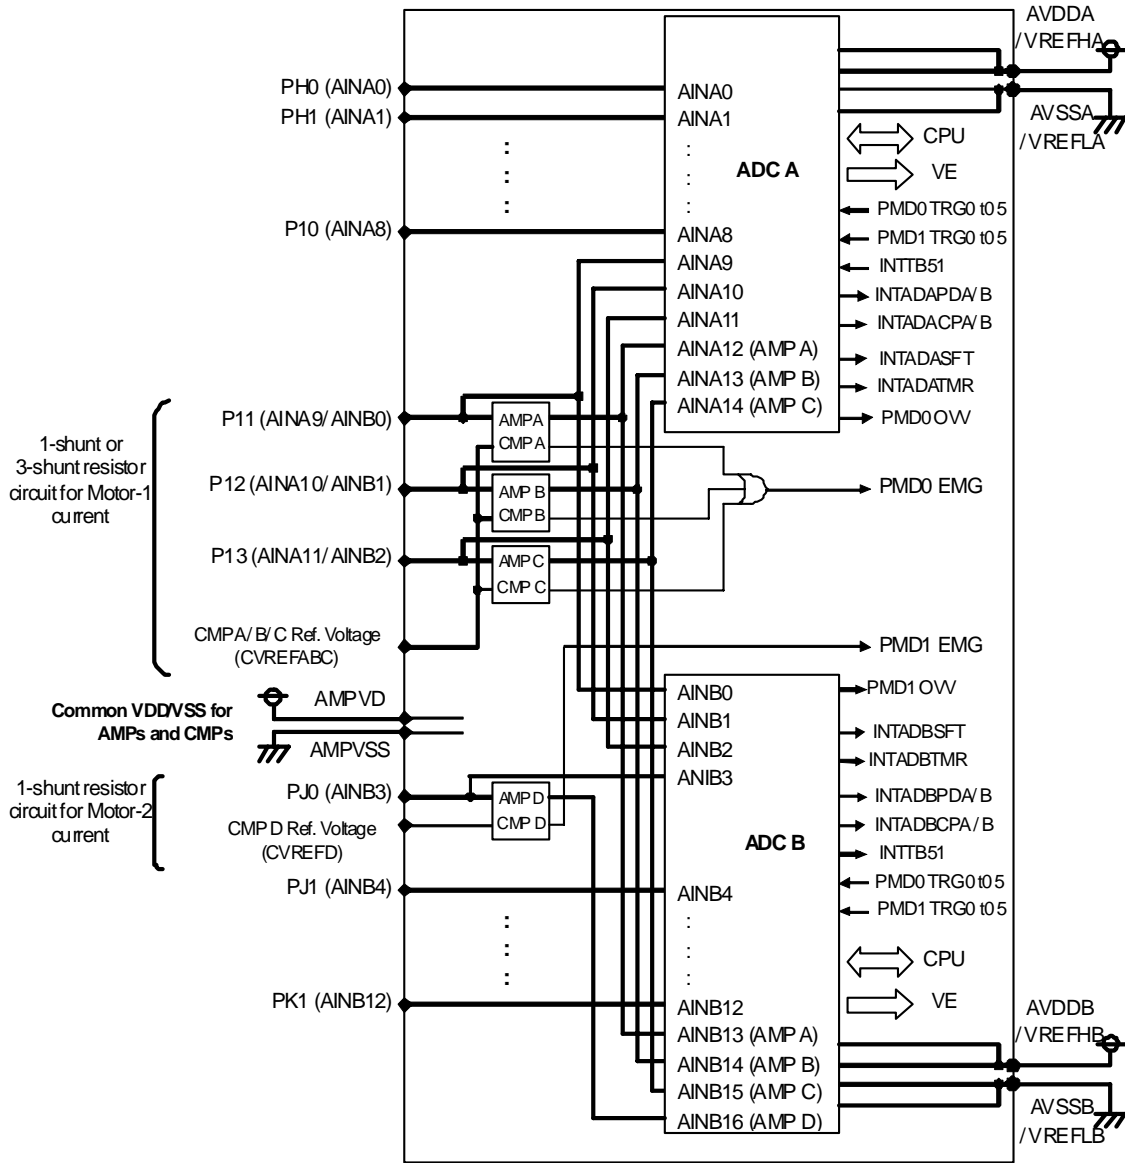 AVDDA
/VREFHA
PH0 (AINA0)
AINA0
PH1 (AINA1)
AINA1
AVSSA
/VREFLA
CPU
ADC A
VE
PMD0 TRG0 t0 5
P10 (AINA8)
AINA8
PMD1 TRG0 t0 5
AINA9
INTTB51
AINA10
INTADAPDA/B
AINA11
INTADACPA/B
AINA12 (AMP A)
INTADASFT
AINA13 (AMP B)
INTADATMR
AINA14 (AMP C)
PMD0 OVV
P11 (AINA9/AINB0)
AMPA
CMPA
1-shunt or
3-shunt resistor
circuit for Motor-1
current
P12 (AINA10/AINB1)
AMP B
CMP B
PMD0 EMG
P13 (AINA11/AINB2)
AMP C
CMP C
CMPA/B/C Ref. Voltage
(CVREFABC)
PMD1 EMG
AINB0
PMD1 OVV
Common VDD/VSS for
AMPs and CMPs
AMPVD
AMPVSS
AINB1
INTADBSFT
AINB2
INTADBTMR
ANIB3
1-shunt resistor
circuit for Motor-2
current
PJ0 (AINB3)
AMP D
CMP D
INTADBPDA/B
CMP D Ref. Voltage
(CVREFD)
INTADBCPA/B
ADC B
INTTB51
PJ1 (AINB4)
AINB4
PMD0 TRG0 t0 5
PMD1 TRG0 t0 5
CPU
PK1 (AINB12)
AINB12
VE
AVDDB
/VREFHB
AINB13 (AMP A)
AINB14 (AMP B)
AINB15 (AMP C)
AINB16 (AMP D)
AVSSB
/VREFLB